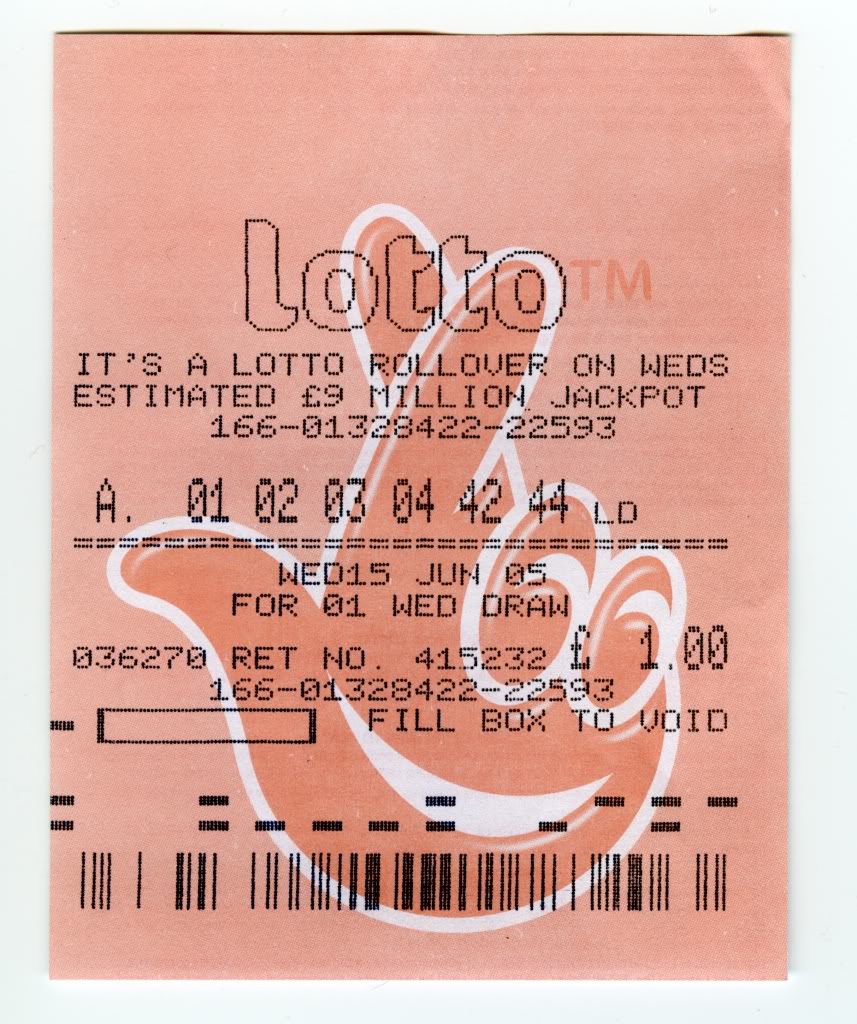 lotto™
IT'S A LOTTO ROLLOVER ON WEDS
ESTIMATED £9 MILLION JACKPOT
166-01328422-22593
A. 01 02 03 04 42 44 LD
WED15 JUN 05
FOR 01 WED DRAW
036270 RET NO. 415232 £ 1.00
166-01328422-22593
FILL BOX TO VOID